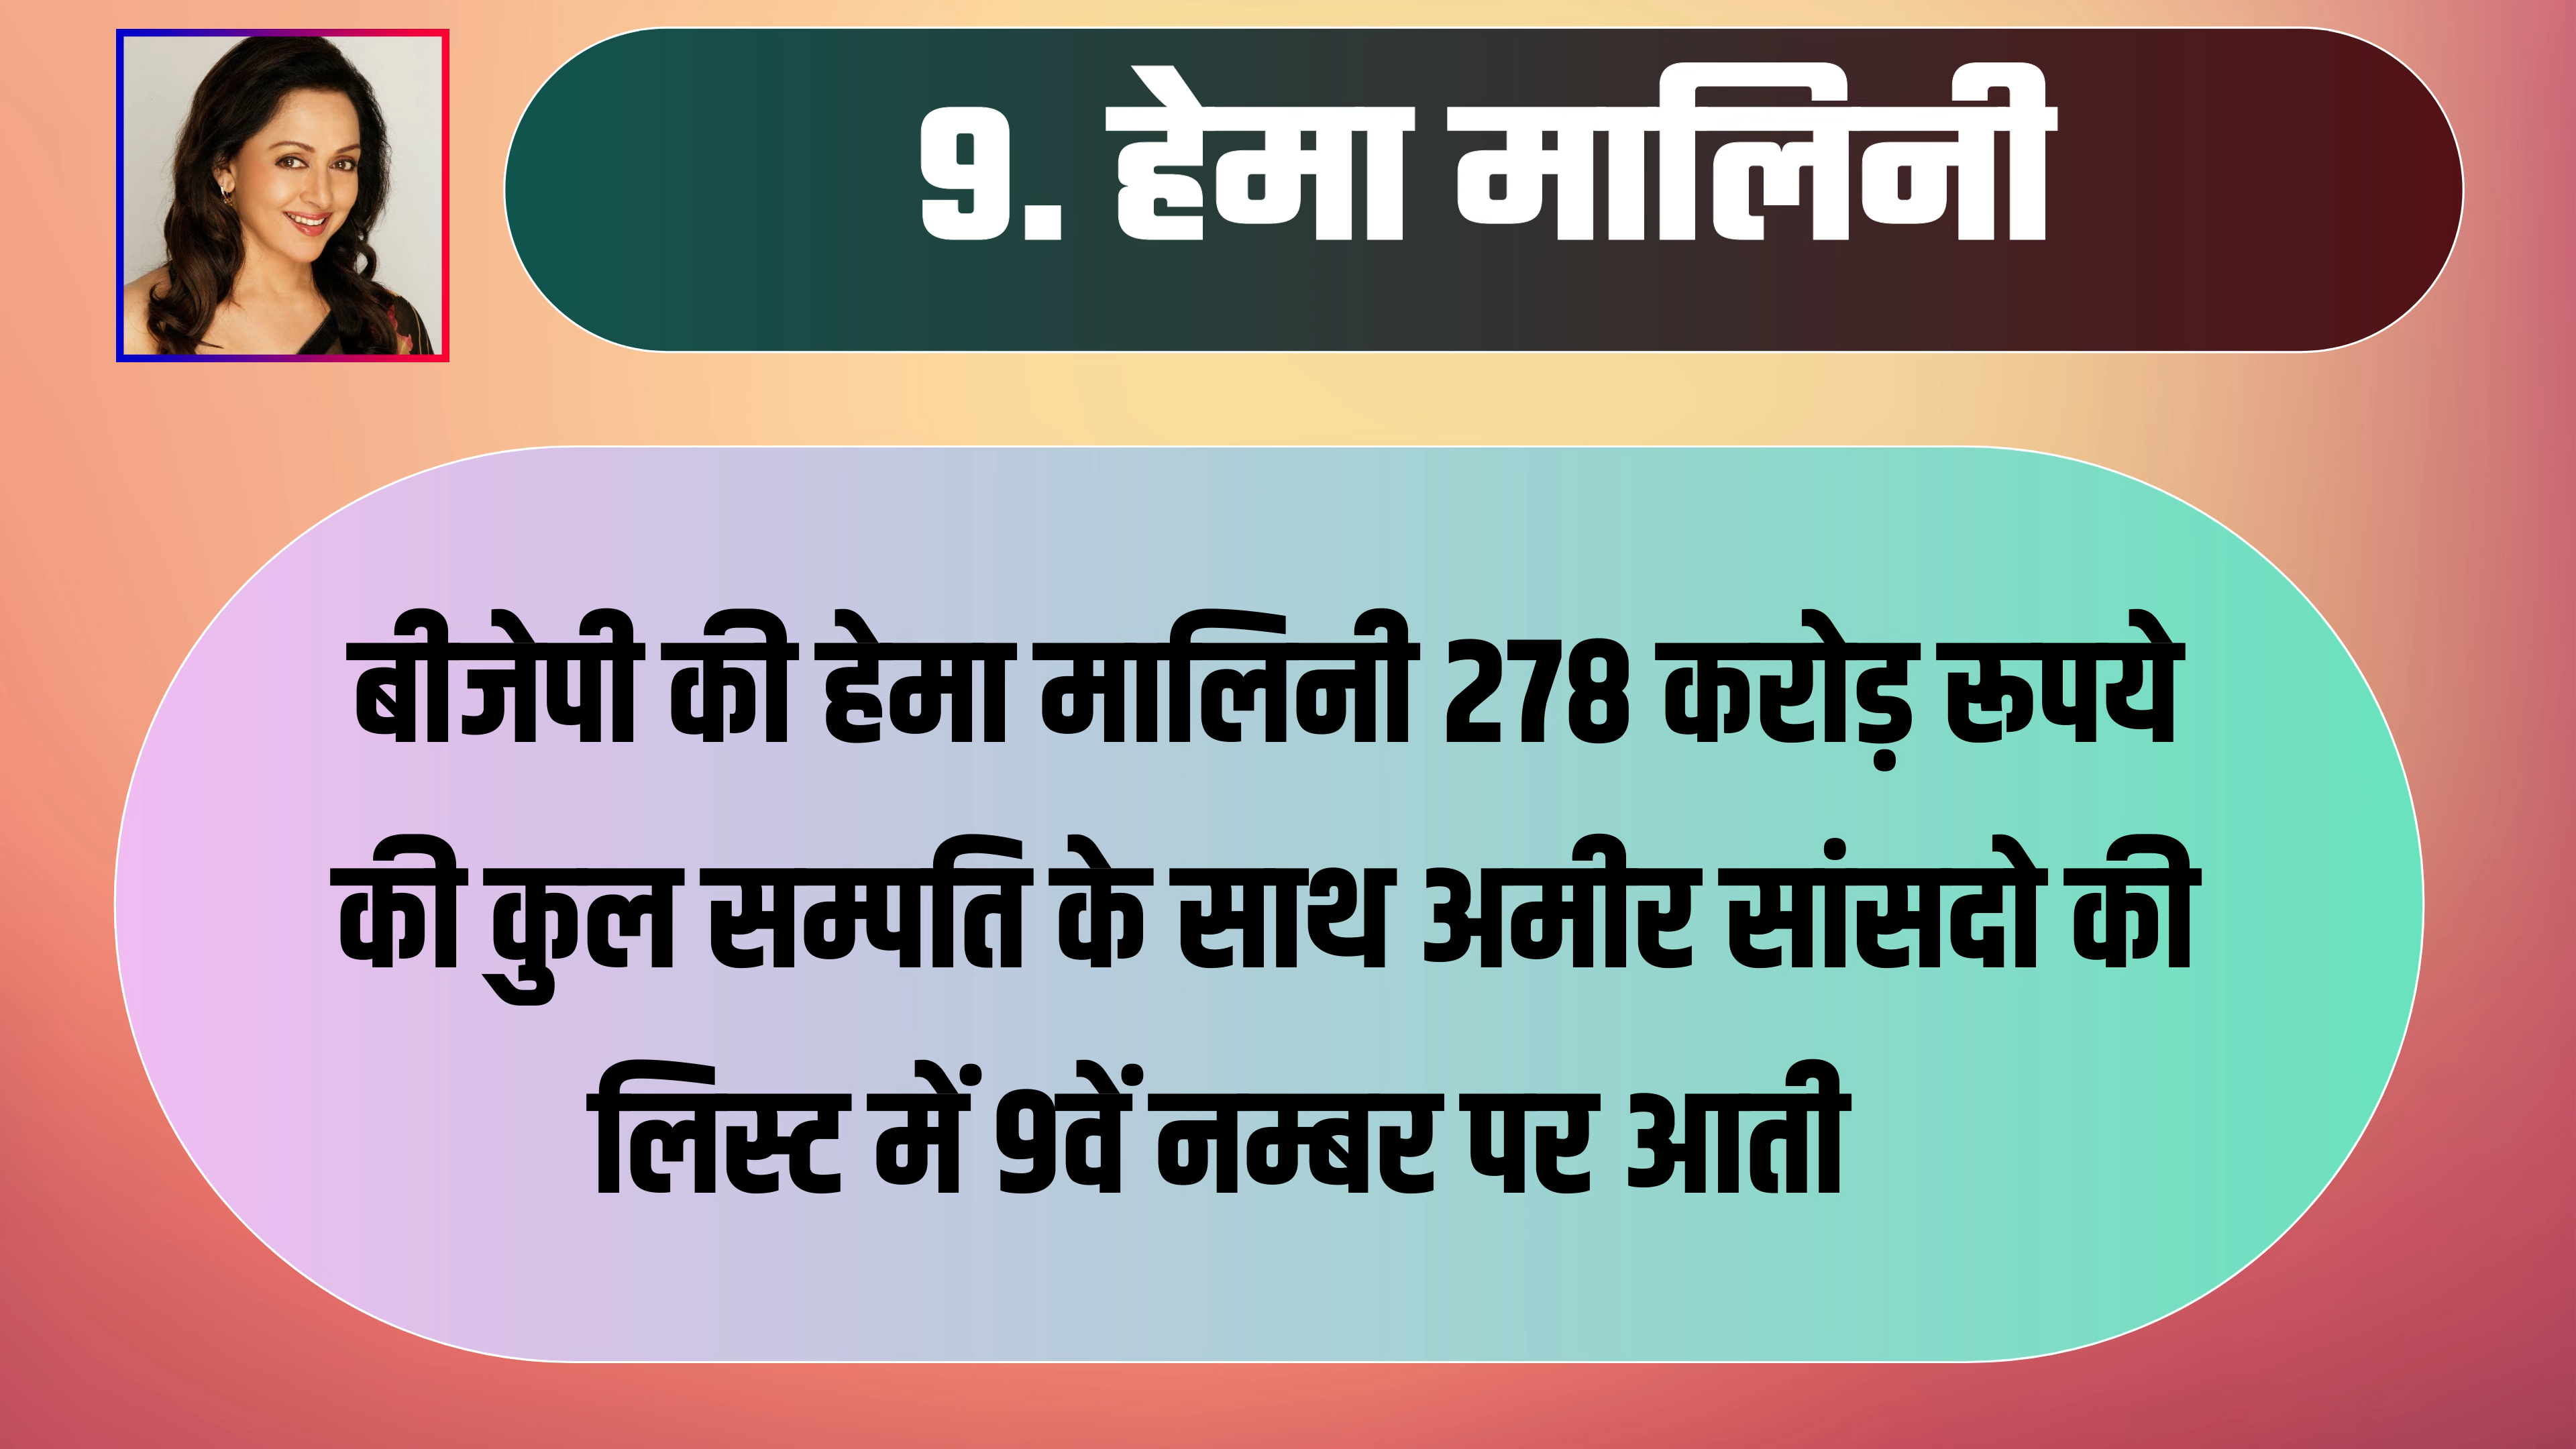 9. हेमा मालिनी
बीजेपी की हेमा मालिनी 278 करोड़ रूपये
की कुल सम्पति के साथ अमीर सांसदो की
लिस्ट में 9वें नम्बर पर आती